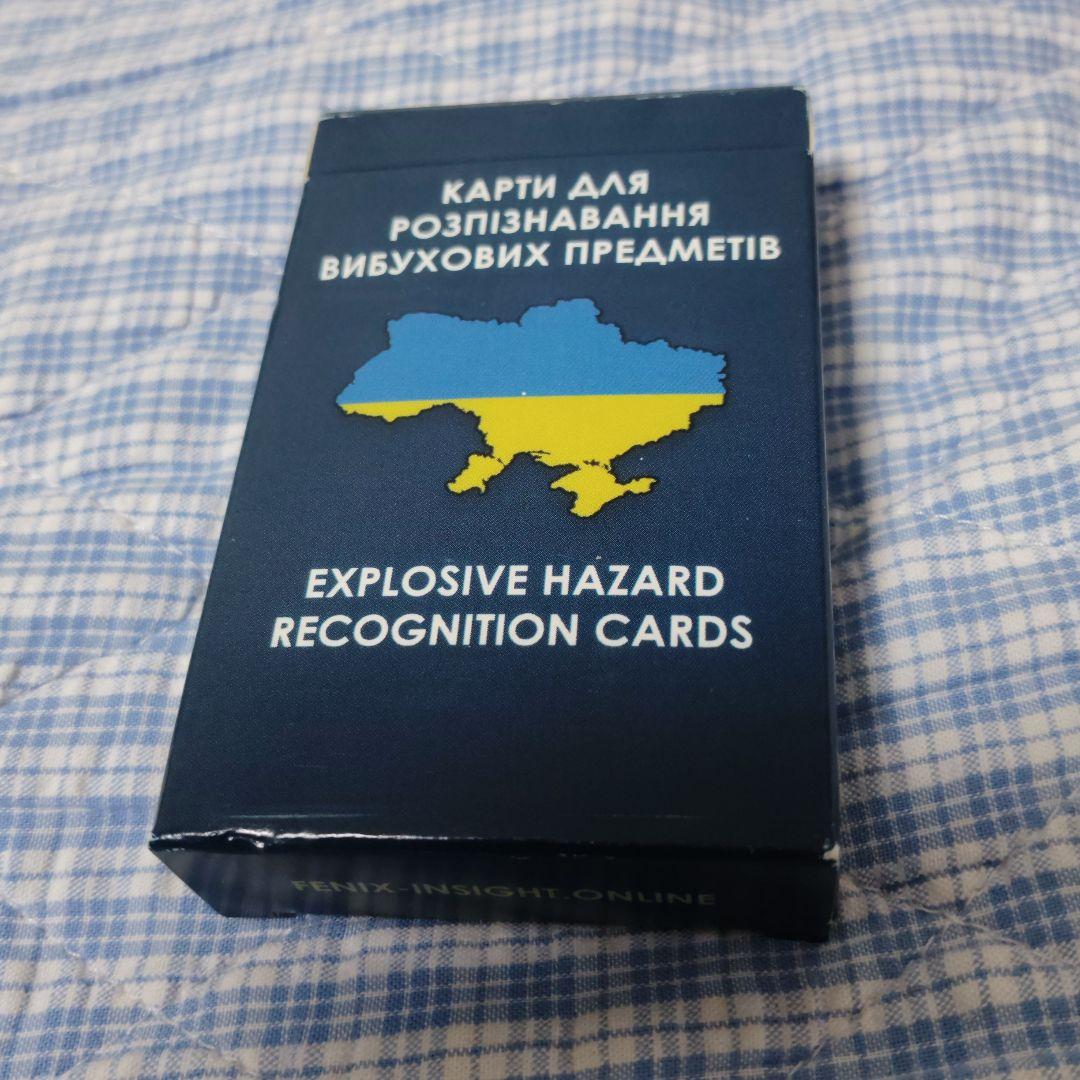 КАРТИ ДЛЯ
РОЗПІЗНАВАННЯ
ВИБУХОВИХ ПРЕДМЕТІВ
EXPLOSIVE HAZARD
RECOGNITION CARDS
FENIX-INSIGHT.ONLINE